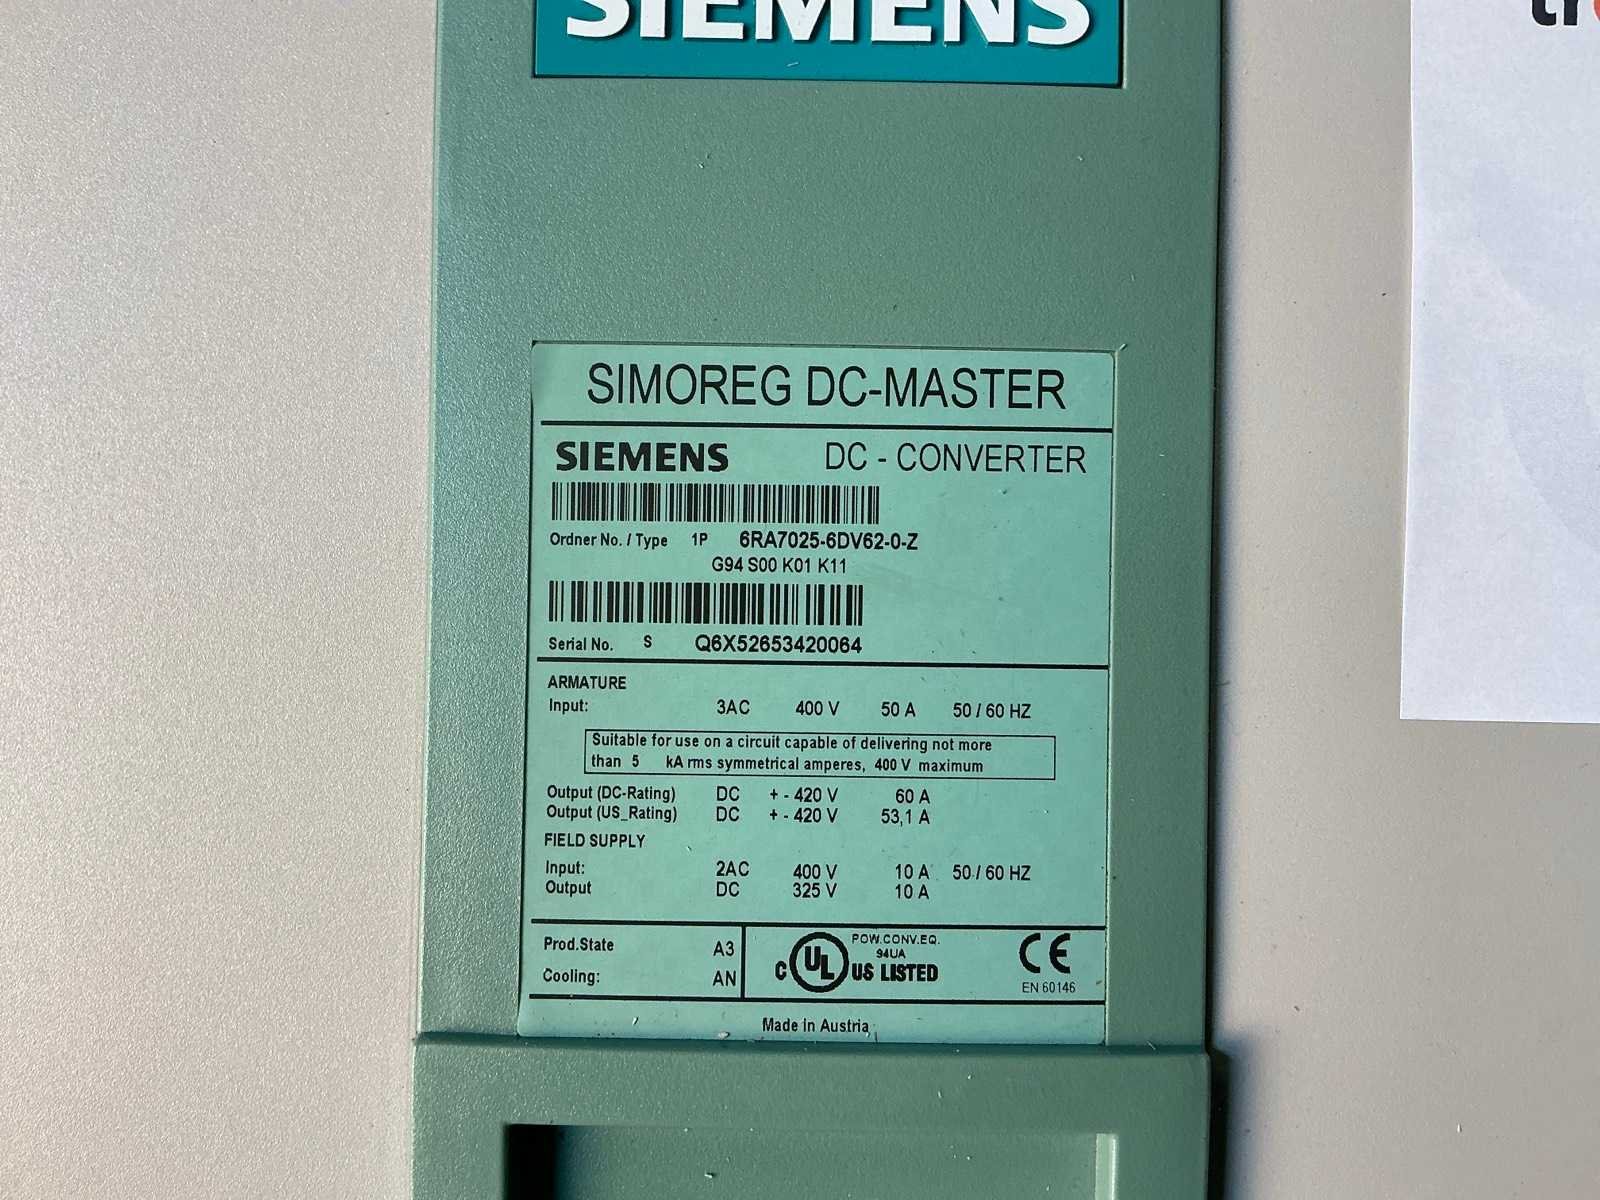 SIEMENS
SIMOREG DC-MASTER
SIEMENS DC - CONVERTER
Ordner No. / Type 1P 6RA7025-6DV62-0-Z
G94 S00 K01 K11
Serial No. S Q6X52653420064
ARMATURE
Input: 3AC 400 V 50 A 50 / 60 HZ
Suitable for use on a circuit capable of delivering not more
than 5 kA rms symmetrical amperes, 400 V maximum
Output (DC-Rating) DC + - 420 V 60 A
Output (US_Rating) DC + - 420 V 53,1 A
FIELD SUPPLY
Input: 2AC 400 V 10 A 50 / 60 HZ
Output DC 325 V 10 A
Prod.State A3
Cooling: AN
POW.CONV.EQ.
94UA
C UL US LISTED
CE
EN 60146
Made in Austria